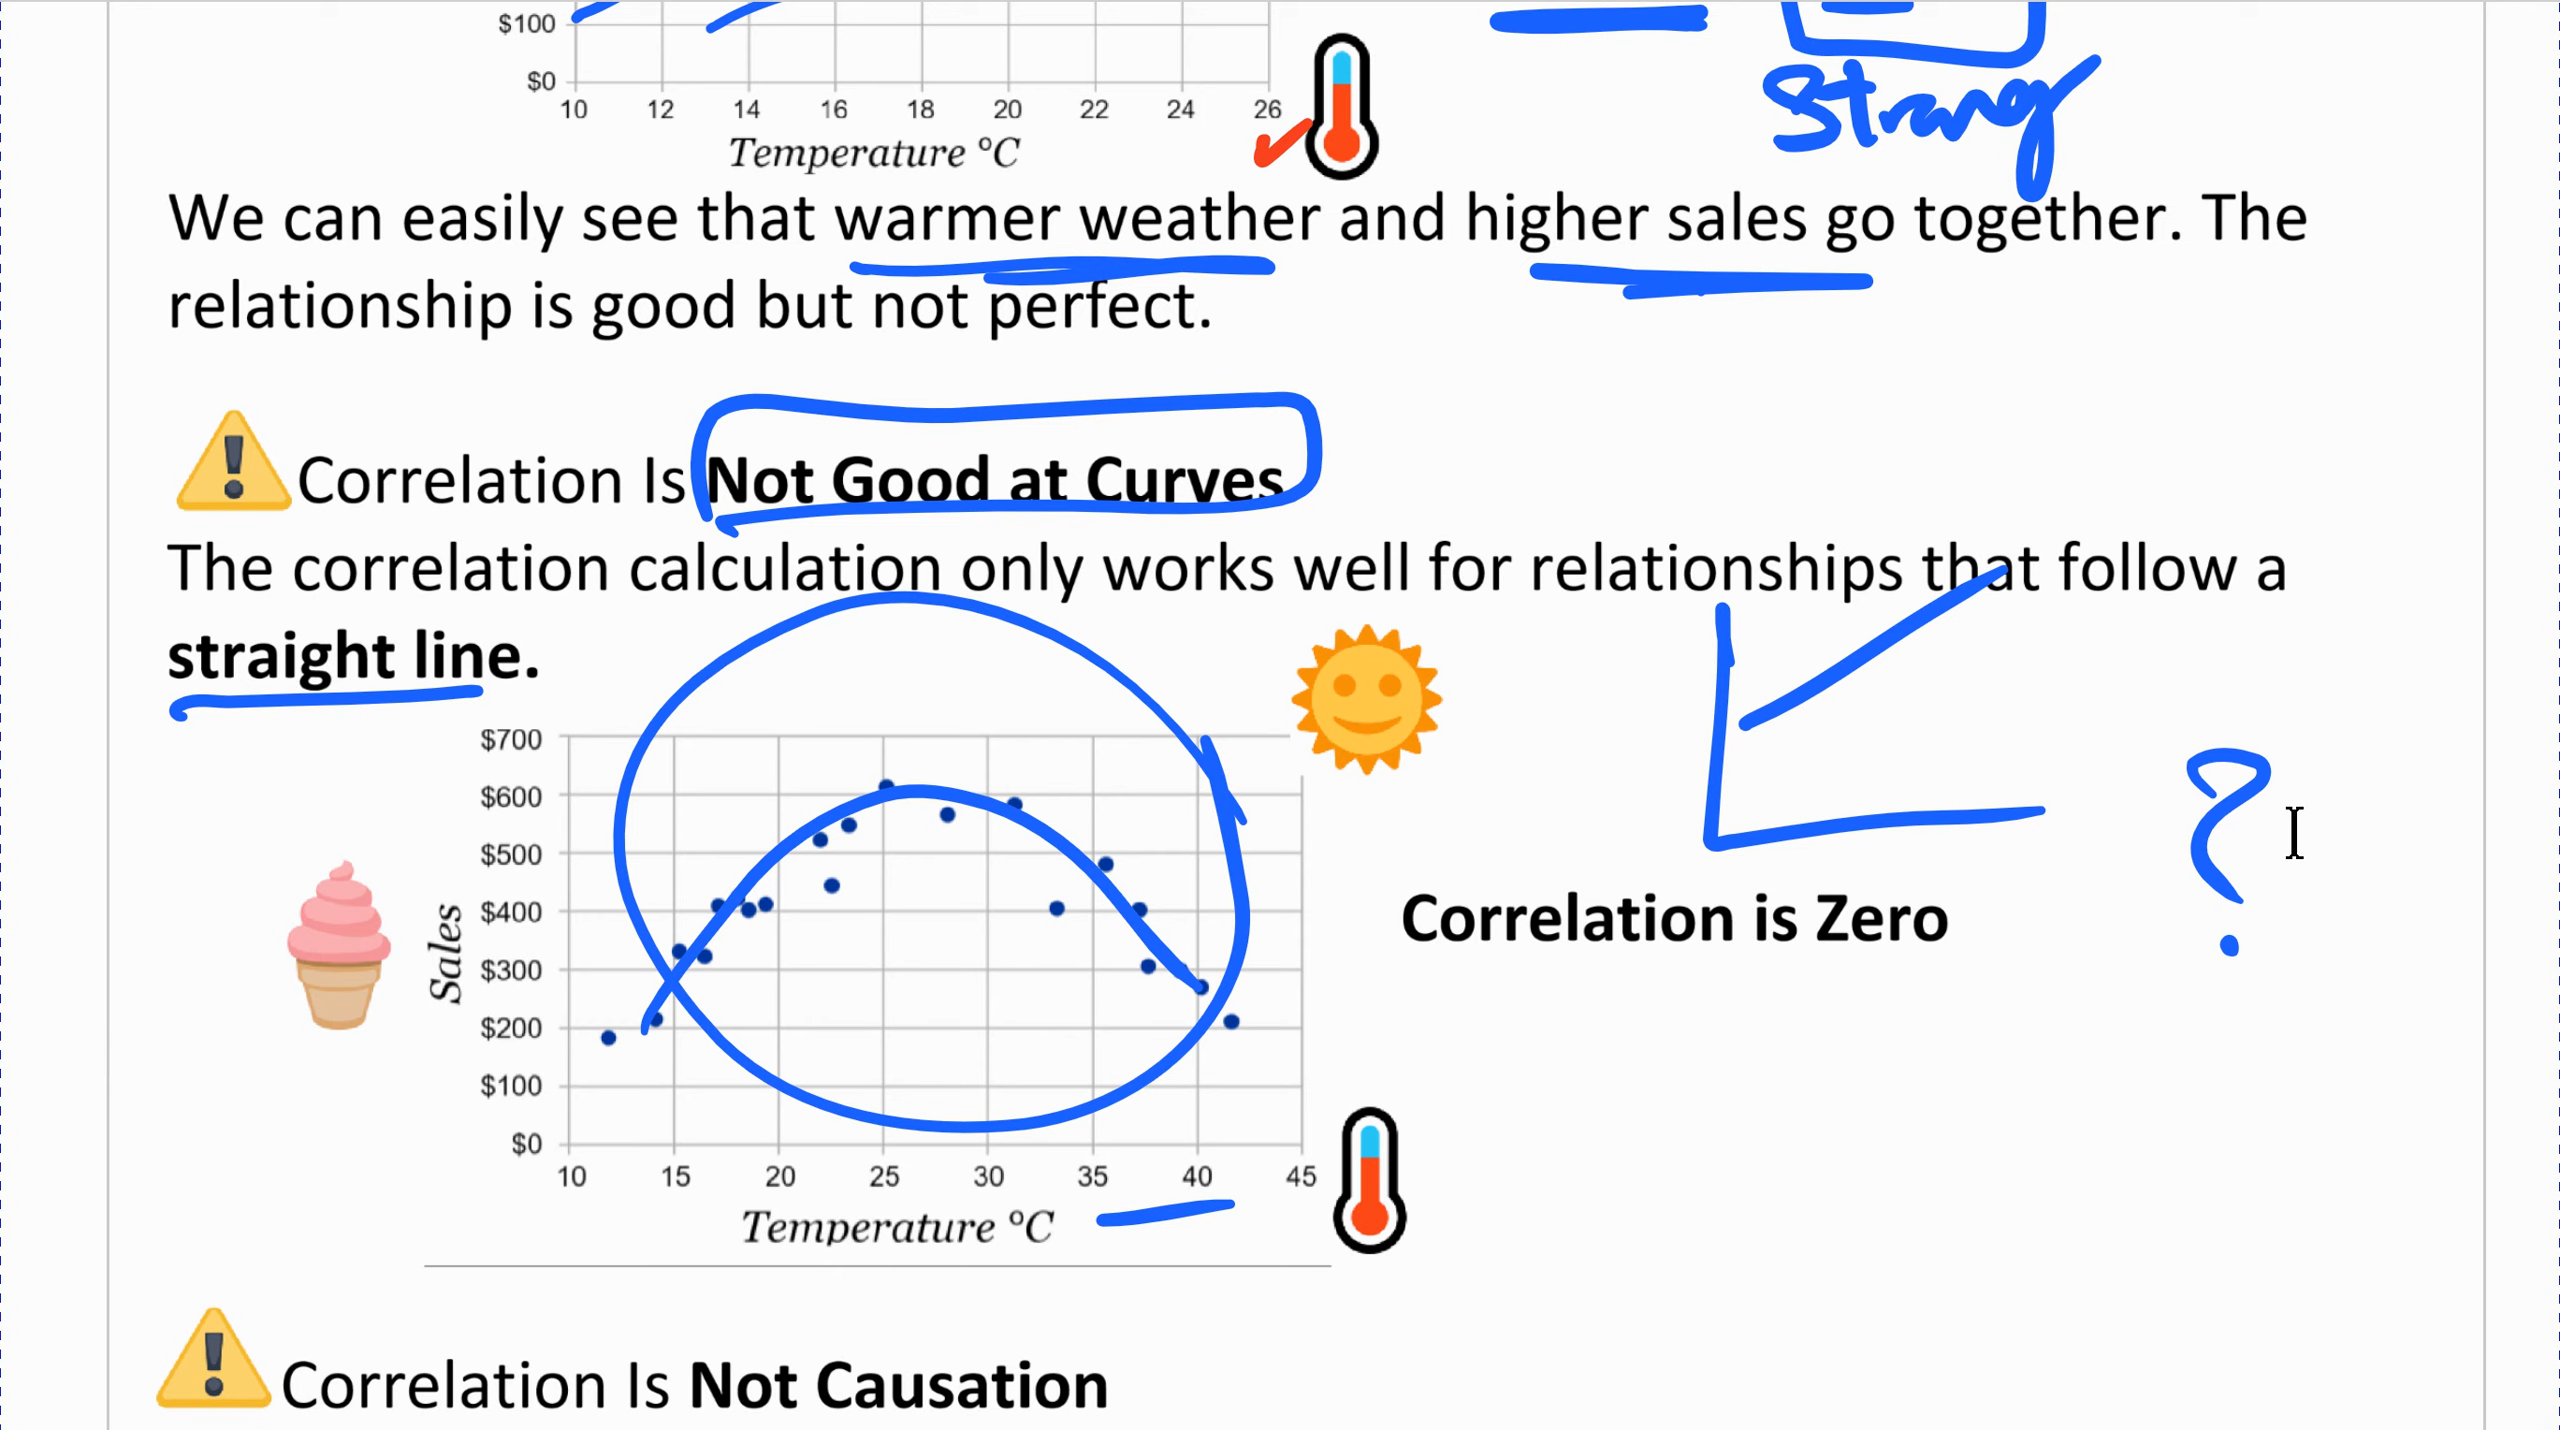 $100
$0
10 12 14 16 18 20 22 24 26
Temperature °C
Strong
We can easily see that warmer weather and higher sales go together. The
relationship is good but not perfect.
Correlation Is Not Good at Curves
The correlation calculation only works well for relationships that follow a
straight line.
$700
$600
$500
$400
$300
$200
$100
$0
Sales
10 15 20 25 30 35 40 45
Temperature °C
Correlation is Zero
?
Correlation Is Not Causation